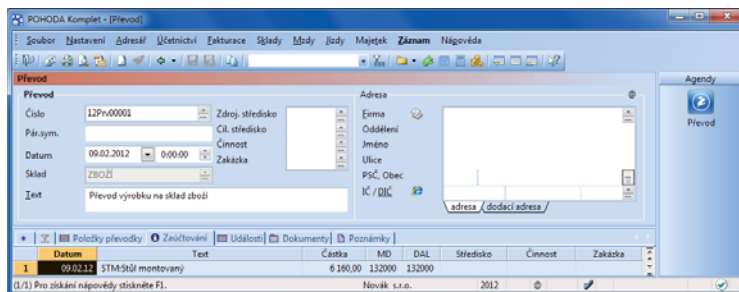 POHODA Komplet - [Převod]
Soubor Nastavení Adresář Účetnictví Fakturace Sklady Mzdy Jízdy Majetek Záznam Nápověda
Převod
Agendy
Převod
Převod
Adresa
Číslo 12Prv00001 Zdroj. středisko Firma
Cíl. středisko Oddělení
Pár.sym. Činnost Jméno
Datum 09.02.2012 0:00:00 Zakázka Ulice
Sklad ZBOŽÍ PSČ, Obec
Text Převod výrobku na sklad zboží IČ / DIČ
adresa dodací adresa
Položky převodky Zaúčtování Události Dokumenty Poznámky
Datum Text Částka MD DAL Středisko Činnost Zakázka
1 09.02.12 STM:Stůl montovaný 6 160,00 132000 132000
(1/1) Pro získání nápovědy stiskněte F1. Novák s.r.o. 2012